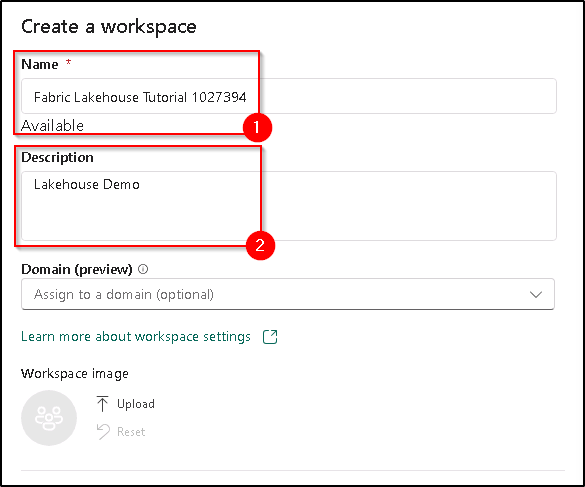 Create a workspace
Name *
Fabric Lakehouse Tutorial 1027394
Available
1
Description
Lakehouse Demo
2
Domain (preview)
Assign to a domain (optional)
Learn more about workspace settings
Workspace image
Upload
Reset